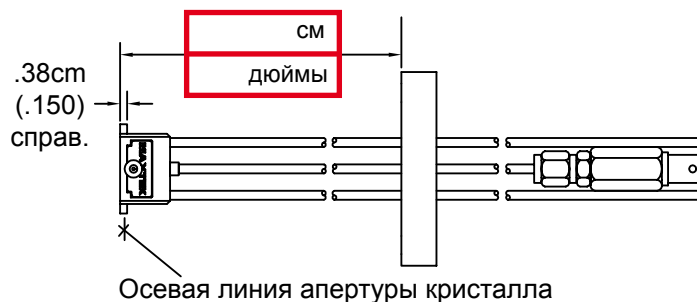 см
дюймы
.38cm
(.150)
справ.
Осевая линия апертуры кристалла